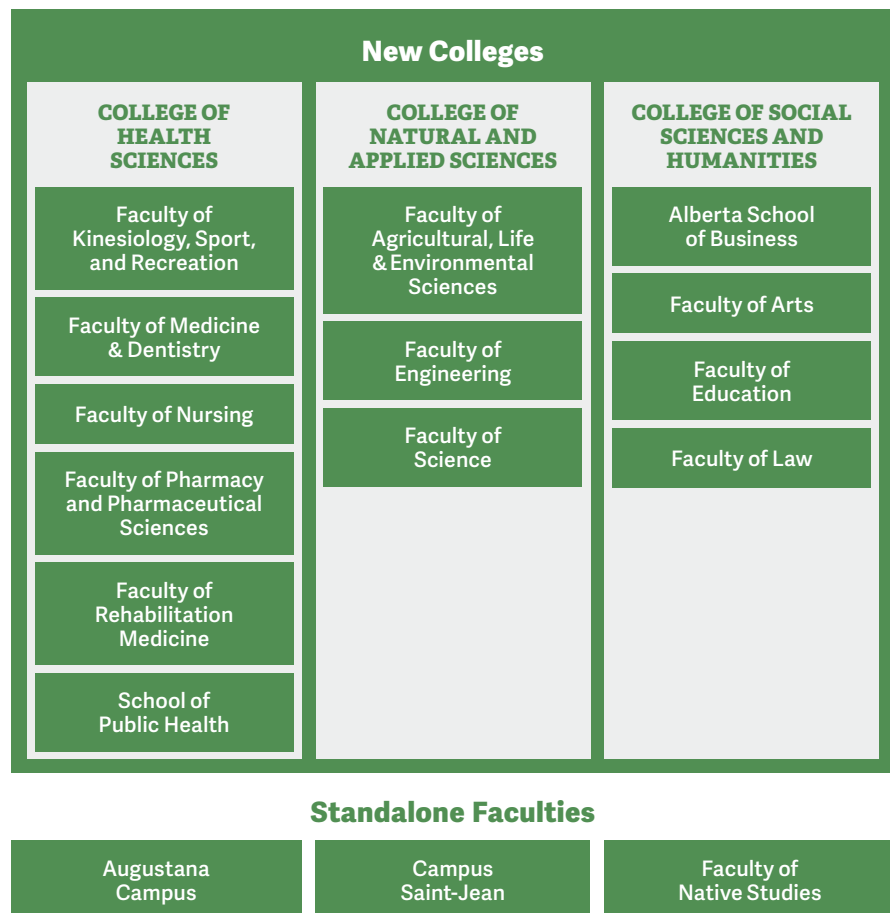 New Colleges
COLLEGE OF
HEALTH
SCIENCES
Faculty of
Kinesiology, Sport,
and Recreation
Faculty of Medicine
& Dentistry
Faculty of Nursing
Faculty of Pharmacy
and Pharmaceutical
Sciences
Faculty of
Rehabilitation
Medicine
School of
Public Health
COLLEGE OF
NATURAL AND
APPLIED SCIENCES
Faculty of
Agricultural, Life
& Environmental
Sciences
Faculty of
Engineering
Faculty of
Science
COLLEGE OF SOCIAL
SCIENCES AND
HUMANITIES
Alberta School
of Business
Faculty of Arts
Faculty of
Education
Faculty of Law
Standalone Faculties
Augustana
Campus
Campus
Saint-Jean
Faculty of
Native Studies